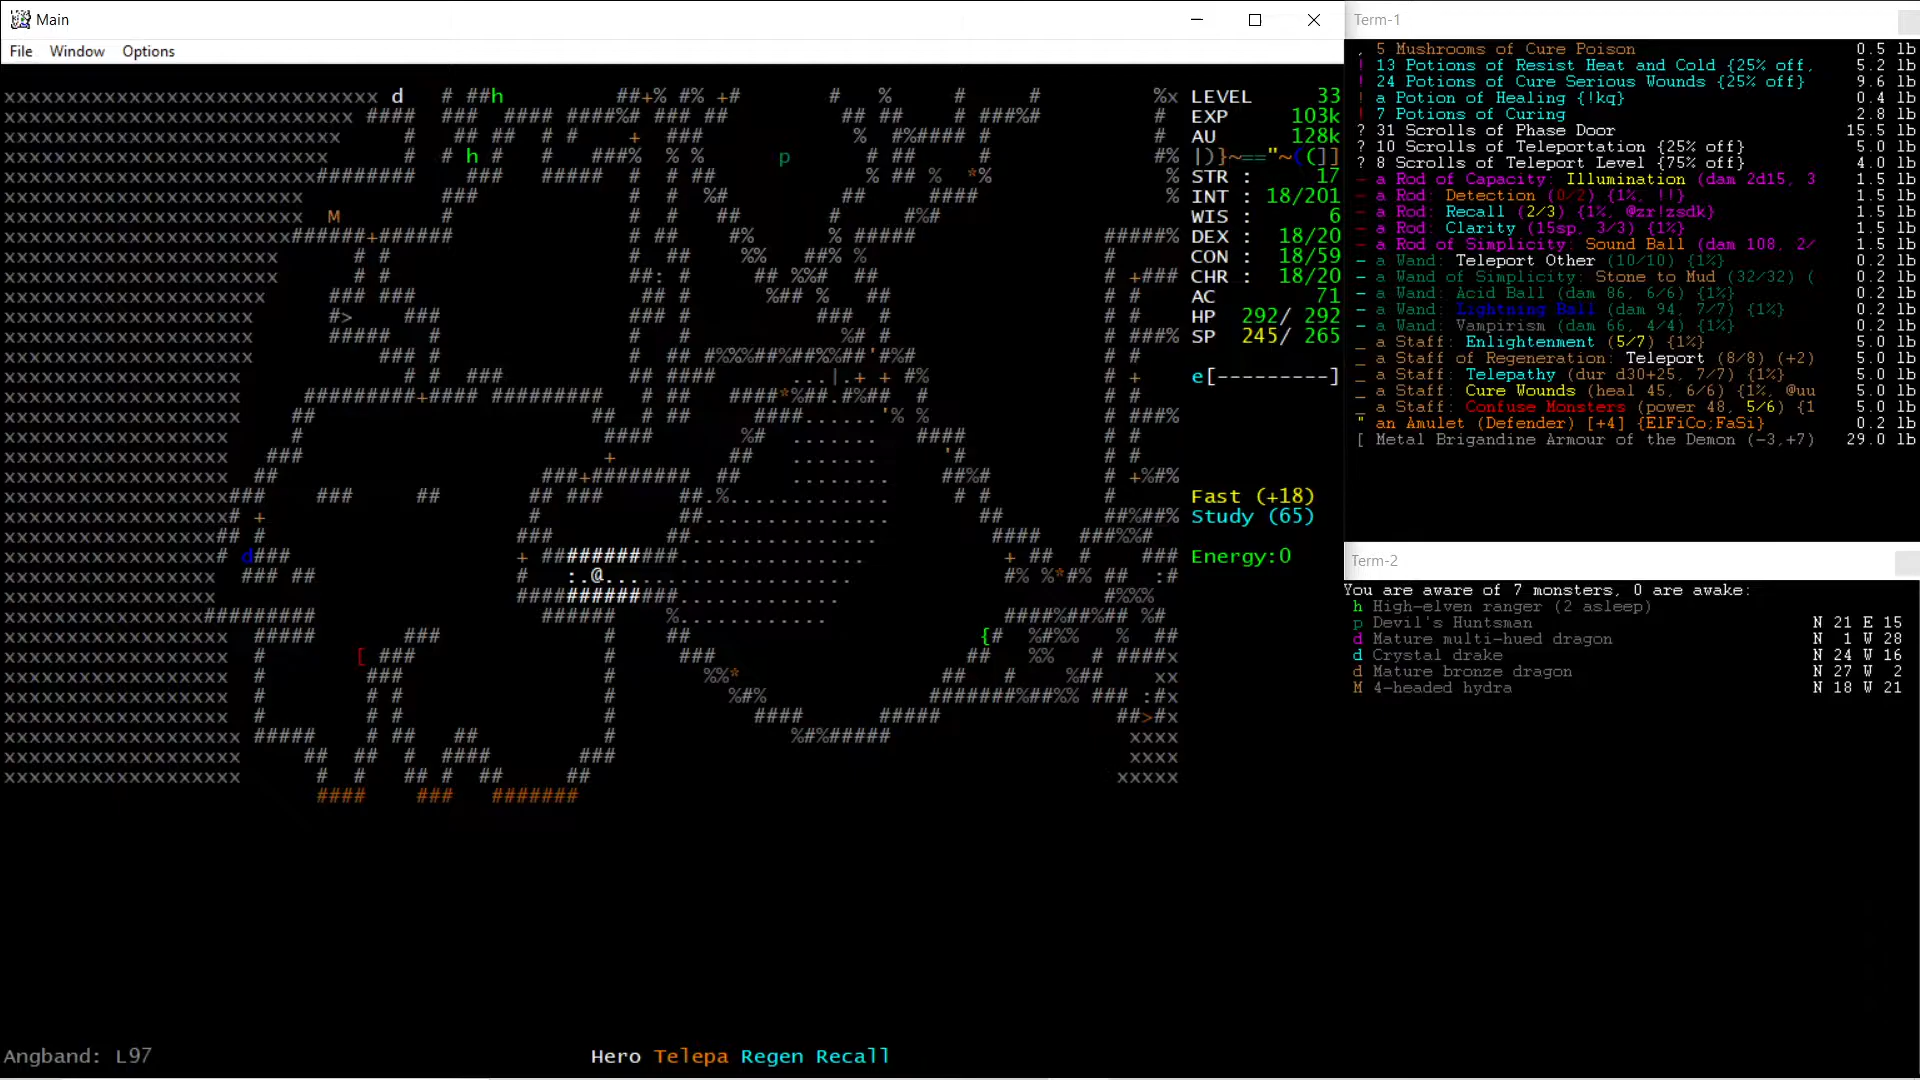 Main
File Window Options
LEVEL 33
EXP 103k
AU 128k
|)}~=="~((]]
STR : 17
INT : 18/201
WIS : 6
DEX : 18/20
CON : 18/59
CHR : 18/20
AC 71
HP 292/ 292
SP 245/ 265
e[---------]
Fast (+18)
Study (65)
Energy:0
Angband: L97
Hero Telepa Regen Recall
Term-1
, 5 Mushrooms of Cure Poison 0.5 lb
! 13 Potions of Resist Heat and Cold {25% off, 5.2 lb
! 24 Potions of Cure Serious Wounds {25% off} 9.6 lb
! a Potion of Healing {!kq} 0.4 lb
! 7 Potions of Curing 2.8 lb
? 31 Scrolls of Phase Door 15.5 lb
? 10 Scrolls of Teleportation {25% off} 5.0 lb
? 8 Scrolls of Teleport Level {75% off} 4.0 lb
- a Rod of Capacity: Illumination (dam 2d15, 3 1.5 lb
- a Rod: Detection (0/2) {1%, !!} 1.5 lb
- a Rod: Recall (2/3) {1%, @zr!zsdk} 1.5 lb
- a Rod: Clarity (15sp, 3/3) {1%} 1.5 lb
- a Rod of Simplicity: Sound Ball (dam 108, 2/ 1.5 lb
- a Wand: Teleport Other (10/10) {1%} 0.2 lb
- a Wand of Simplicity: Stone to Mud (32/32) ( 0.2 lb
- a Wand: Acid Ball (dam 86, 6/6) {1%} 0.2 lb
- a Wand: Lightning Ball (dam 94, 7/7) {1%} 0.2 lb
- a Wand: Vampirism (dam 66, 4/4) {1%} 0.2 lb
_ a Staff: Enlightenment (5/7) {1%} 5.0 lb
_ a Staff of Regeneration: Teleport (8/8) (+2) 5.0 lb
_ a Staff: Telepathy (dur d30+25, 7/7) {1%} 5.0 lb
_ a Staff: Cure Wounds (heal 45, 6/6) {1%, @uu 5.0 lb
_ a Staff: Confuse Monsters (power 48, 5/6) {1 5.0 lb
" an Amulet (Defender) [+4] {ElFiCo;FaSi} 0.2 lb
[ Metal Brigandine Armour of the Demon (-3,+7) 29.0 lb
Term-2
You are aware of 7 monsters, 0 are awake:
h High-elven ranger (2 asleep)
p Devil's Huntsman N 21 E 15
d Mature multi-hued dragon N 1 W 28
d Crystal drake N 24 W 16
d Mature bronze dragon N 27 W 2
M 4-headed hydra N 18 W 21